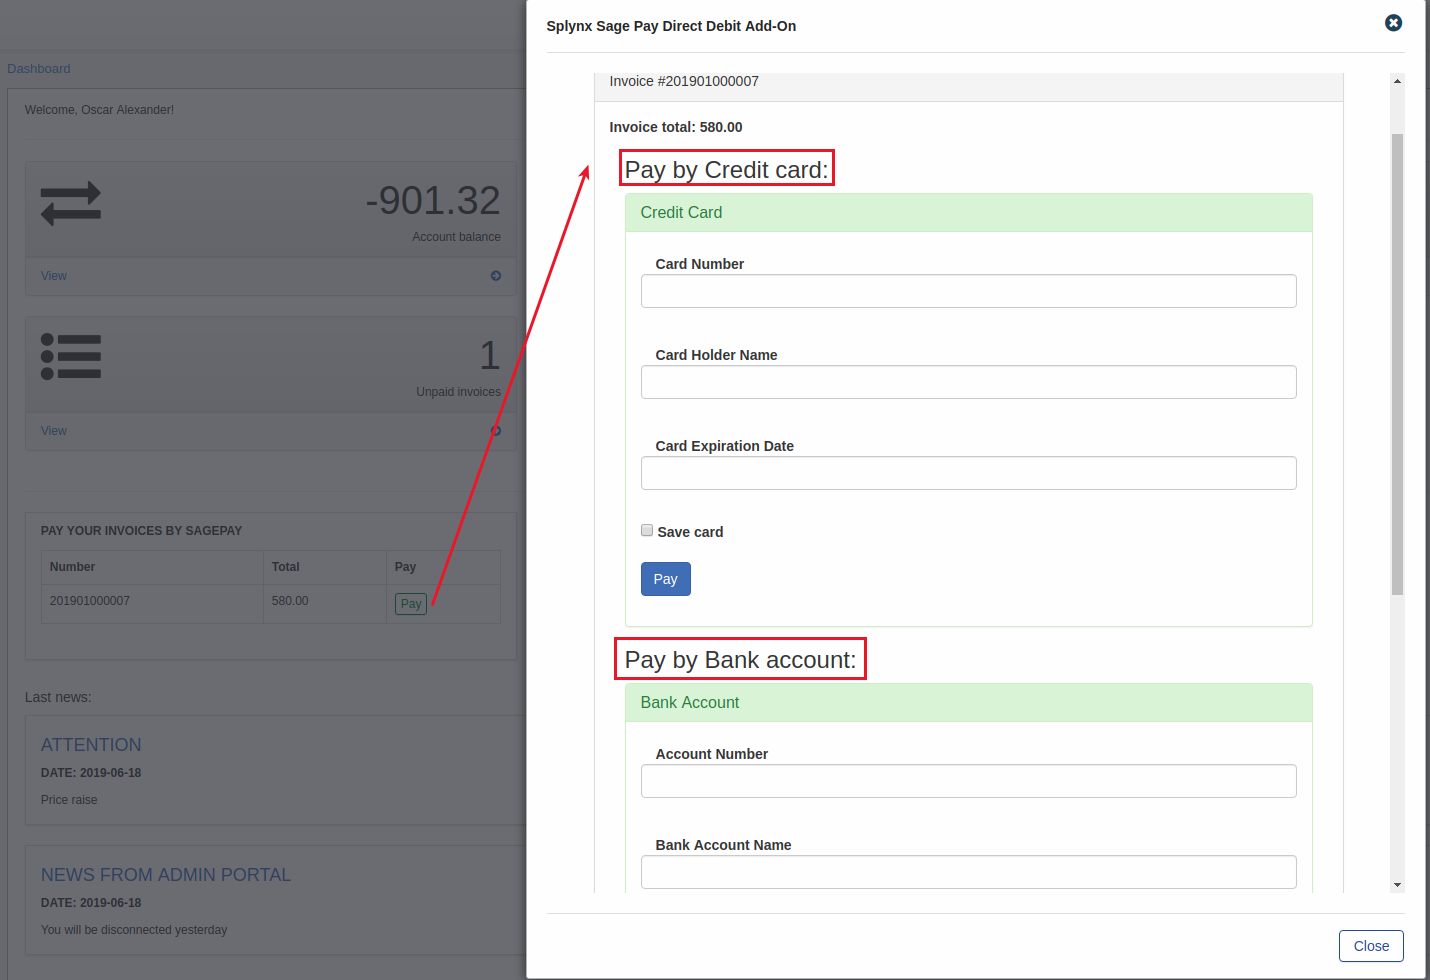 Dashboard
Welcome, Oscar Alexander!
-901.32
Account balance
View
1
Unpaid invoices
View
PAY YOUR INVOICES BY SAGEPAY
Number Total Pay
201901000007 580.00 Pay
Last news:
ATTENTION
DATE: 2019-06-18
Price raise
NEWS FROM ADMIN PORTAL
DATE: 2019-06-18
You will be disconnected yesterday
Splynx Sage Pay Direct Debit Add-On
Invoice #201901000007
Invoice total: 580.00
Pay by Credit card:
Credit Card
Card Number
Card Holder Name
Card Expiration Date
Save card
Pay
Pay by Bank account:
Bank Account
Account Number
Bank Account Name
Close